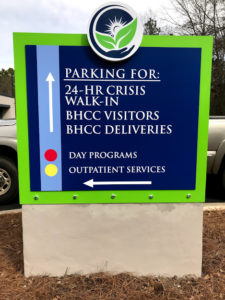 PARKING FOR:
24-HR CRISIS
WALK-IN
BHCC VISITORS
BHCC DELIVERIES
DAY PROGRAMS
OUTPATIENT SERVICES